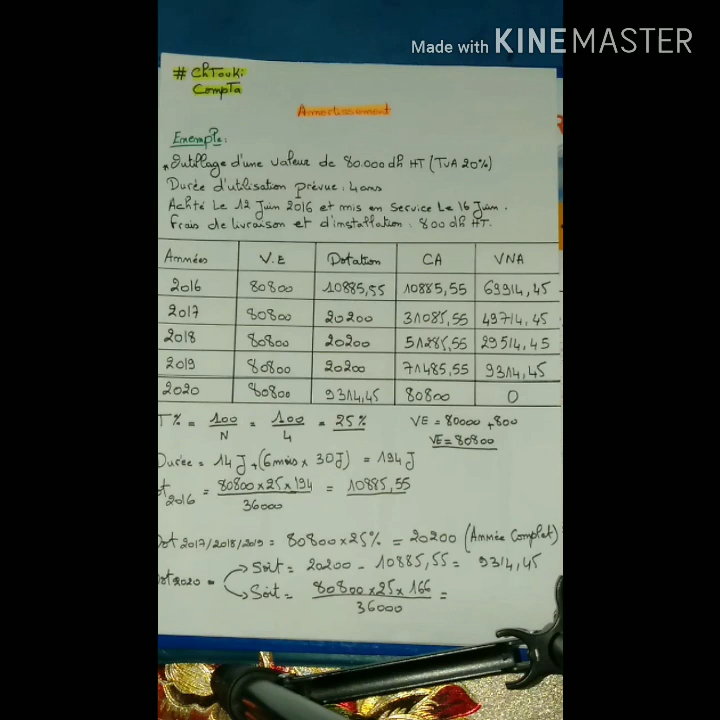 Made with KINEMASTER
# ChTouki
CompTa
Amortissement
Exemple:
* Outillage d'une valeur de 80.000 dh HT (TVA 20%)
Durée d'utilisation prévue : 4 ans
Achté Le 12 Juin 2016 et mis en Service Le 16 Juin.
Frais de livraison et d'installation : 800 dh HT.
Années V.E Dotation CA VNA
2016 80800 10885,55 10885,55 69914,45
2017 80800 20200 31085,55 49714,45
2018 80800 20200 51285,55 29514,45
2019 80800 20200 71485,55 9314,45
2020 80800 9314,45 80800 0
T% = 100/N = 100/4 = 25% VE = 80000 + 800
VE = 80800
Durée = 14 J + (6 mois x 30J) = 194 J
ot 2016 = 80800 x 25 x 194 / 36000 = 10885,55
Dot 2017/2018/2019 = 80800 x 25% = 20200 (Année Complet)
Dot 2020 = Soit = 20200 - 10885,55 = 9314,45
Soit = 80800 x 25 x 166 / 36000 =